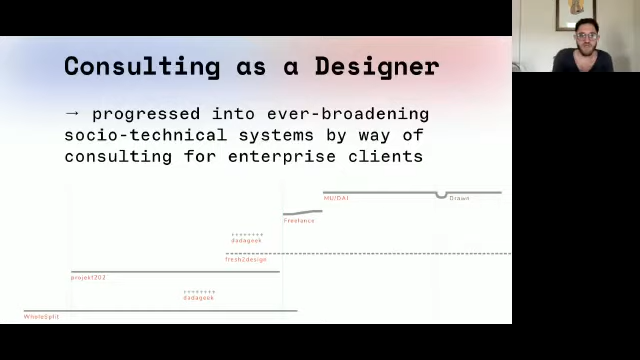 Consulting as a Designer
→ progressed into ever-broadening
socio-technical systems by way of
consulting for enterprise clients
MU/DAI
Drawn
Freelance
dadageek
fresh2design
projekt202
dadageek
WholeSplit